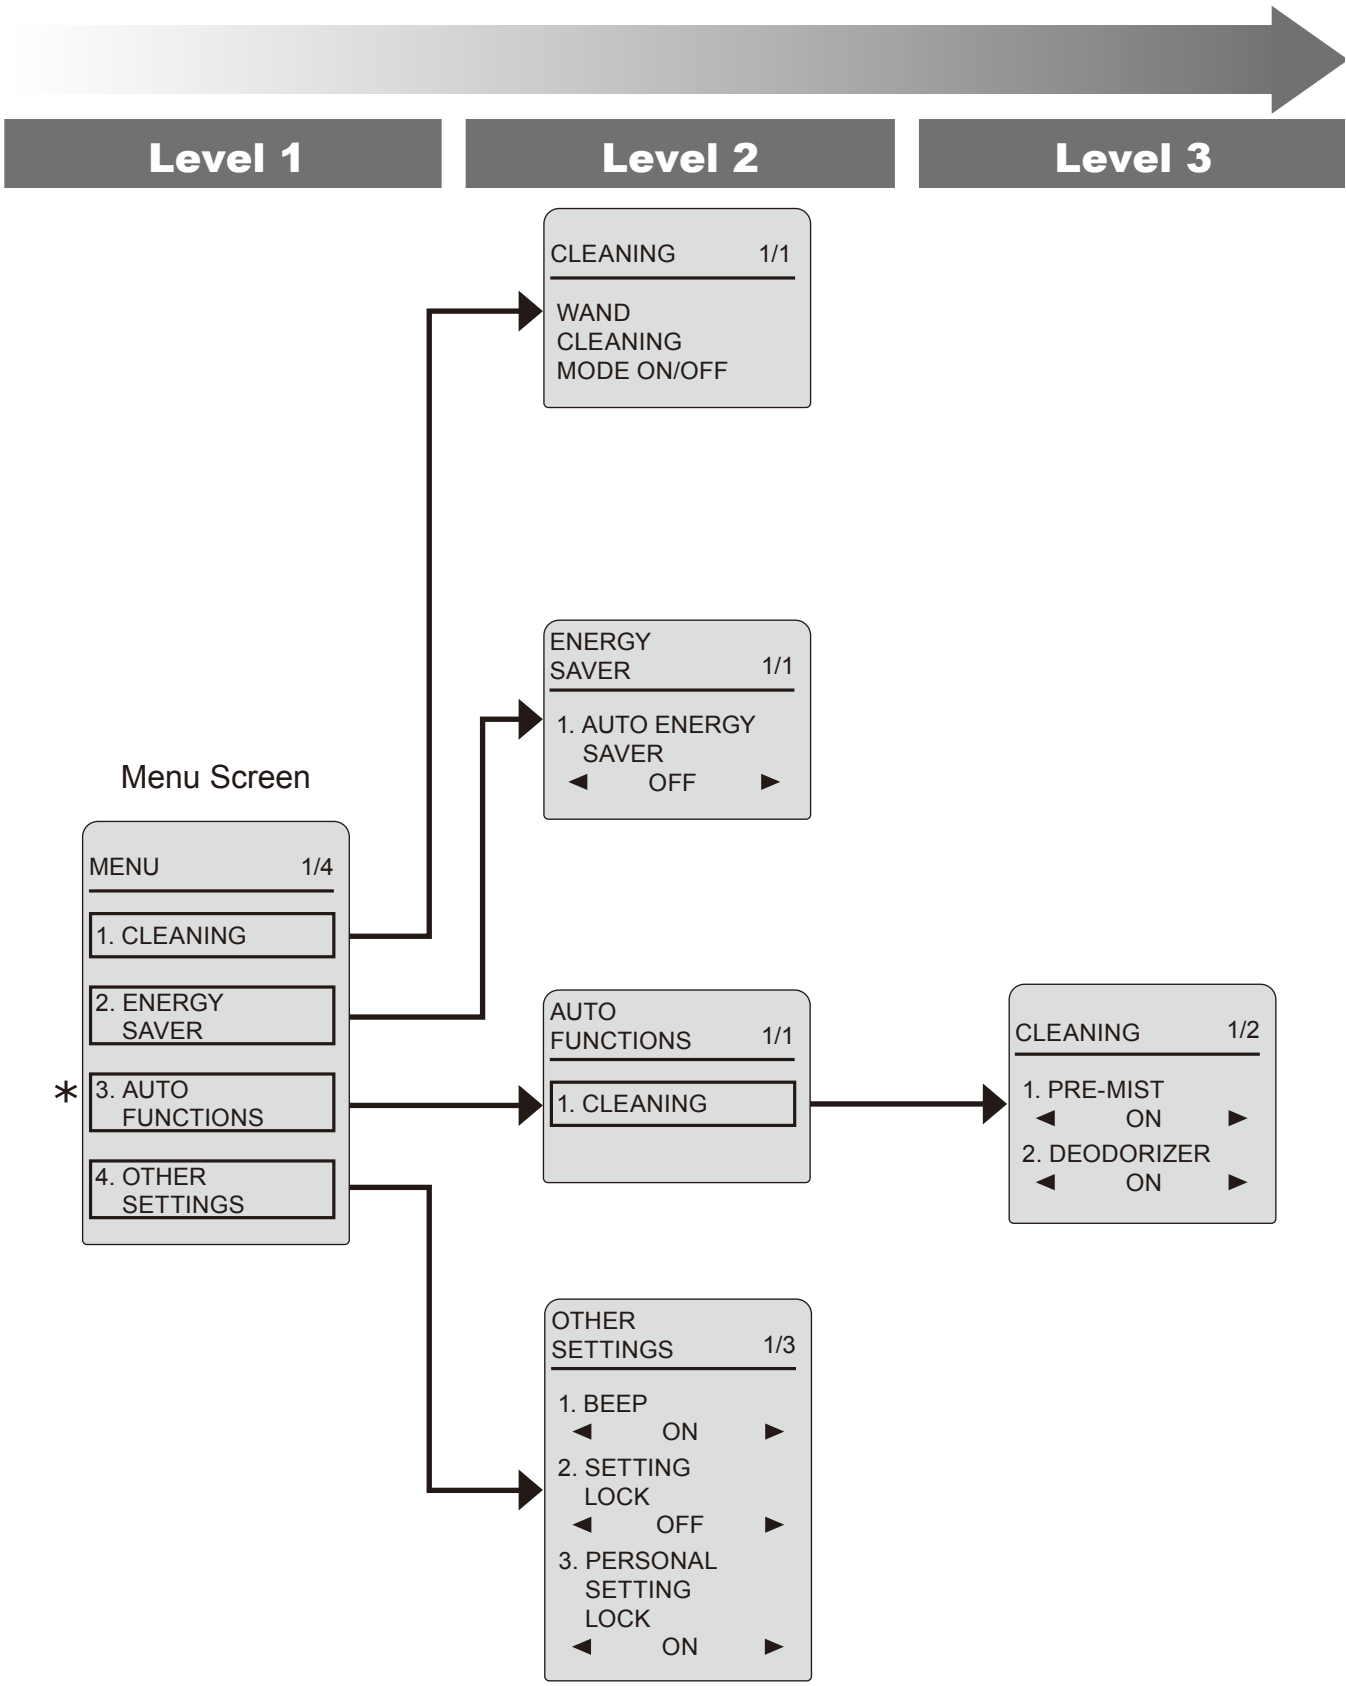 Level 1
Level 2
Level 3
CLEANING 1/1
WAND
CLEANING
MODE ON/OFF
ENERGY
SAVER 1/1
1. AUTO ENERGY
SAVER
◀ OFF ▶
Menu Screen
MENU 1/4
1. CLEANING
2. ENERGY
SAVER
* 3. AUTO
FUNCTIONS
4. OTHER
SETTINGS
AUTO
FUNCTIONS 1/1
1. CLEANING
CLEANING 1/2
1. PRE-MIST
◀ ON ▶
2. DEODORIZER
◀ ON ▶
OTHER
SETTINGS 1/3
1. BEEP
◀ ON ▶
2. SETTING
LOCK
◀ OFF ▶
3. PERSONAL
SETTING
LOCK
◀ ON ▶